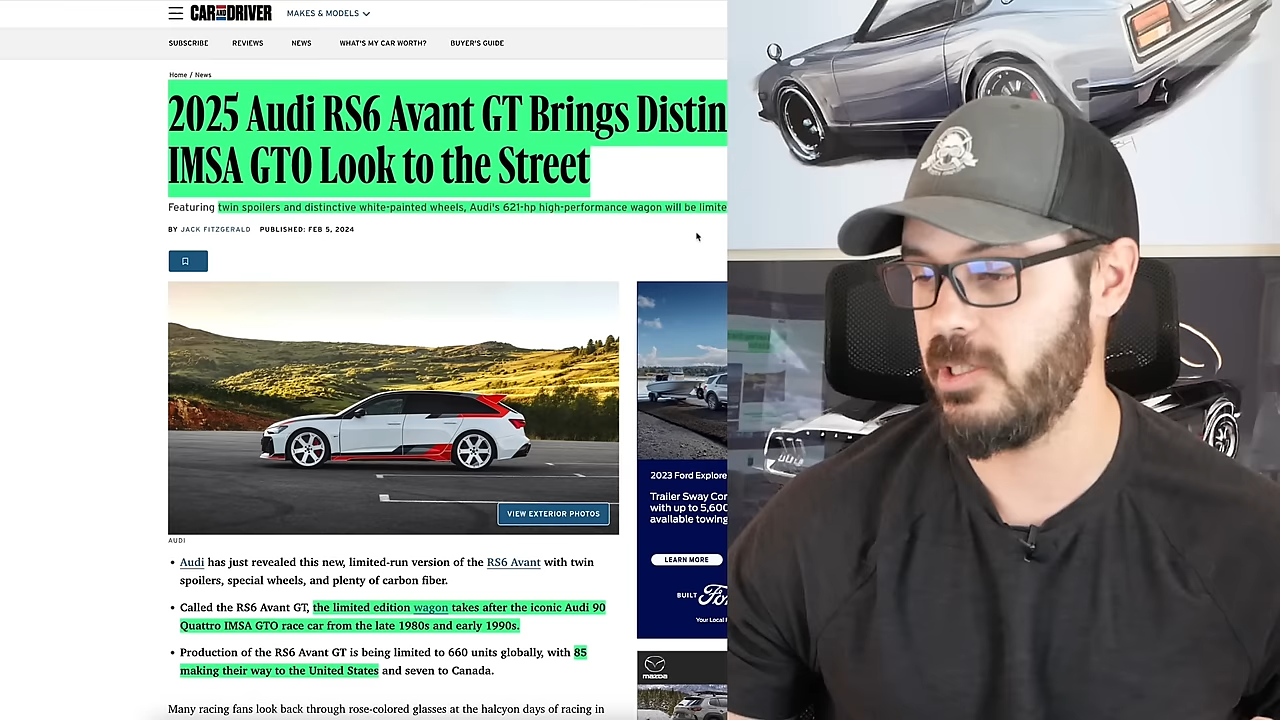 CAR AND DRIVER
MAKES & MODELS
SUBSCRIBE REVIEWS NEWS WHAT'S MY CAR WORTH? BUYER'S GUIDE
Home / News
2025 Audi RS6 Avant GT Brings Distin
IMSA GTO Look to the Street
Featuring twin spoilers and distinctive white-painted wheels, Audi's 621-hp high-performance wagon will be limite
BY JACK FITZGERALD PUBLISHED: FEB 5, 2024
VIEW EXTERIOR PHOTOS
AUDI
• Audi has just revealed this new, limited-run version of the RS6 Avant with twin
spoilers, special wheels, and plenty of carbon fiber.
• Called the RS6 Avant GT, the limited edition wagon takes after the iconic Audi 90
Quattro IMSA GTO race car from the late 1980s and early 1990s.
• Production of the RS6 Avant GT is being limited to 660 units globally, with 85
making their way to the United States and seven to Canada.
Many racing fans look back through rose-colored glasses at the halcyon days of racing in
2023 Ford Explore
Trailer Sway Con
with up to 5,600
available towing
LEARN MORE
BUILT Fo
Your Local
mazda